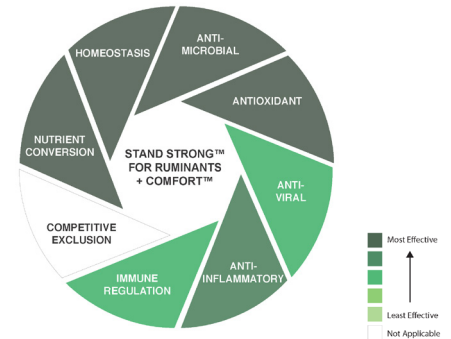 HOMEOSTASIS
ANTI-
MICROBIAL
ANTIOXIDANT
NUTRIENT
CONVERSION
STAND STRONG™
FOR RUMINANTS
+ COMFORT™
ANTI-
VIRAL
COMPETITIVE
EXCLUSION
IMMUNE
REGULATION
ANTI-
INFLAMMATORY
Most Effective
Least Effective
Not Applicable